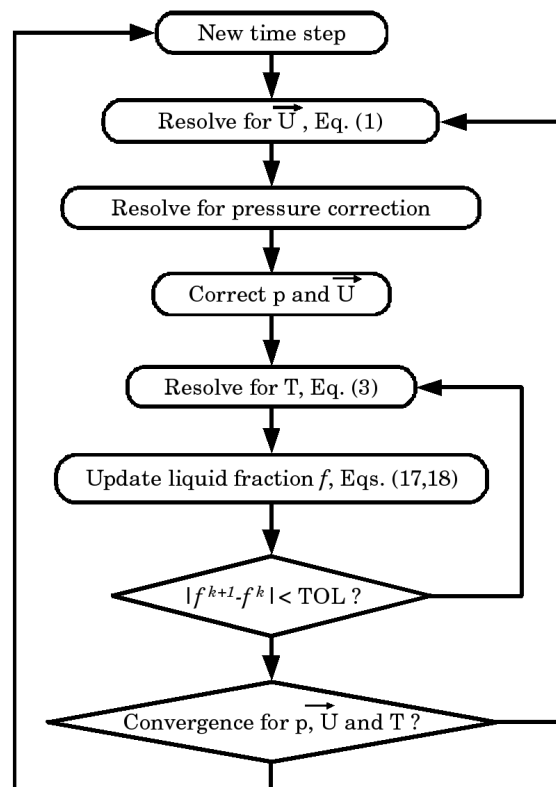 New time step
Resolve for U⃗ , Eq. (1)
Resolve for pressure correction
Correct p and U⃗
Resolve for T, Eq. (3)
Update liquid fraction f, Eqs. (17,18)
|f^{k+1}-f^k| < TOL ?
Convergence for p, U⃗ and T ?